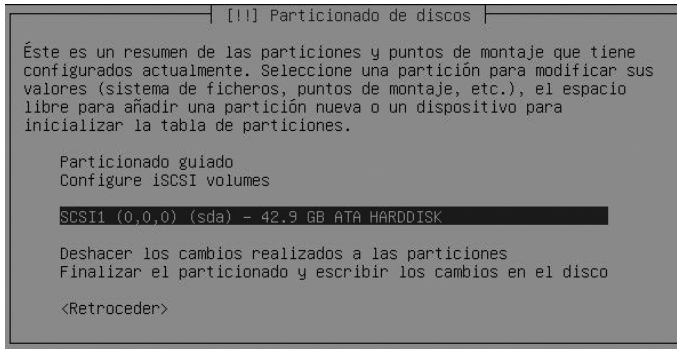 [!!] Particionado de discos
Éste es un resumen de las particiones y puntos de montaje que tiene
configurados actualmente. Seleccione una partición para modificar sus
valores (sistema de ficheros, puntos de montaje, etc.), el espacio
libre para añadir una partición nueva o un dispositivo para
inicializar la tabla de particiones.
Particionado guiado
Configure iSCSI volumes
SCSI1 (0,0,0) (sda) - 42.9 GB ATA HARDDISK
Deshacer los cambios realizados a las particiones
Finalizar el particionado y escribir los cambios en el disco
<Retroceder>